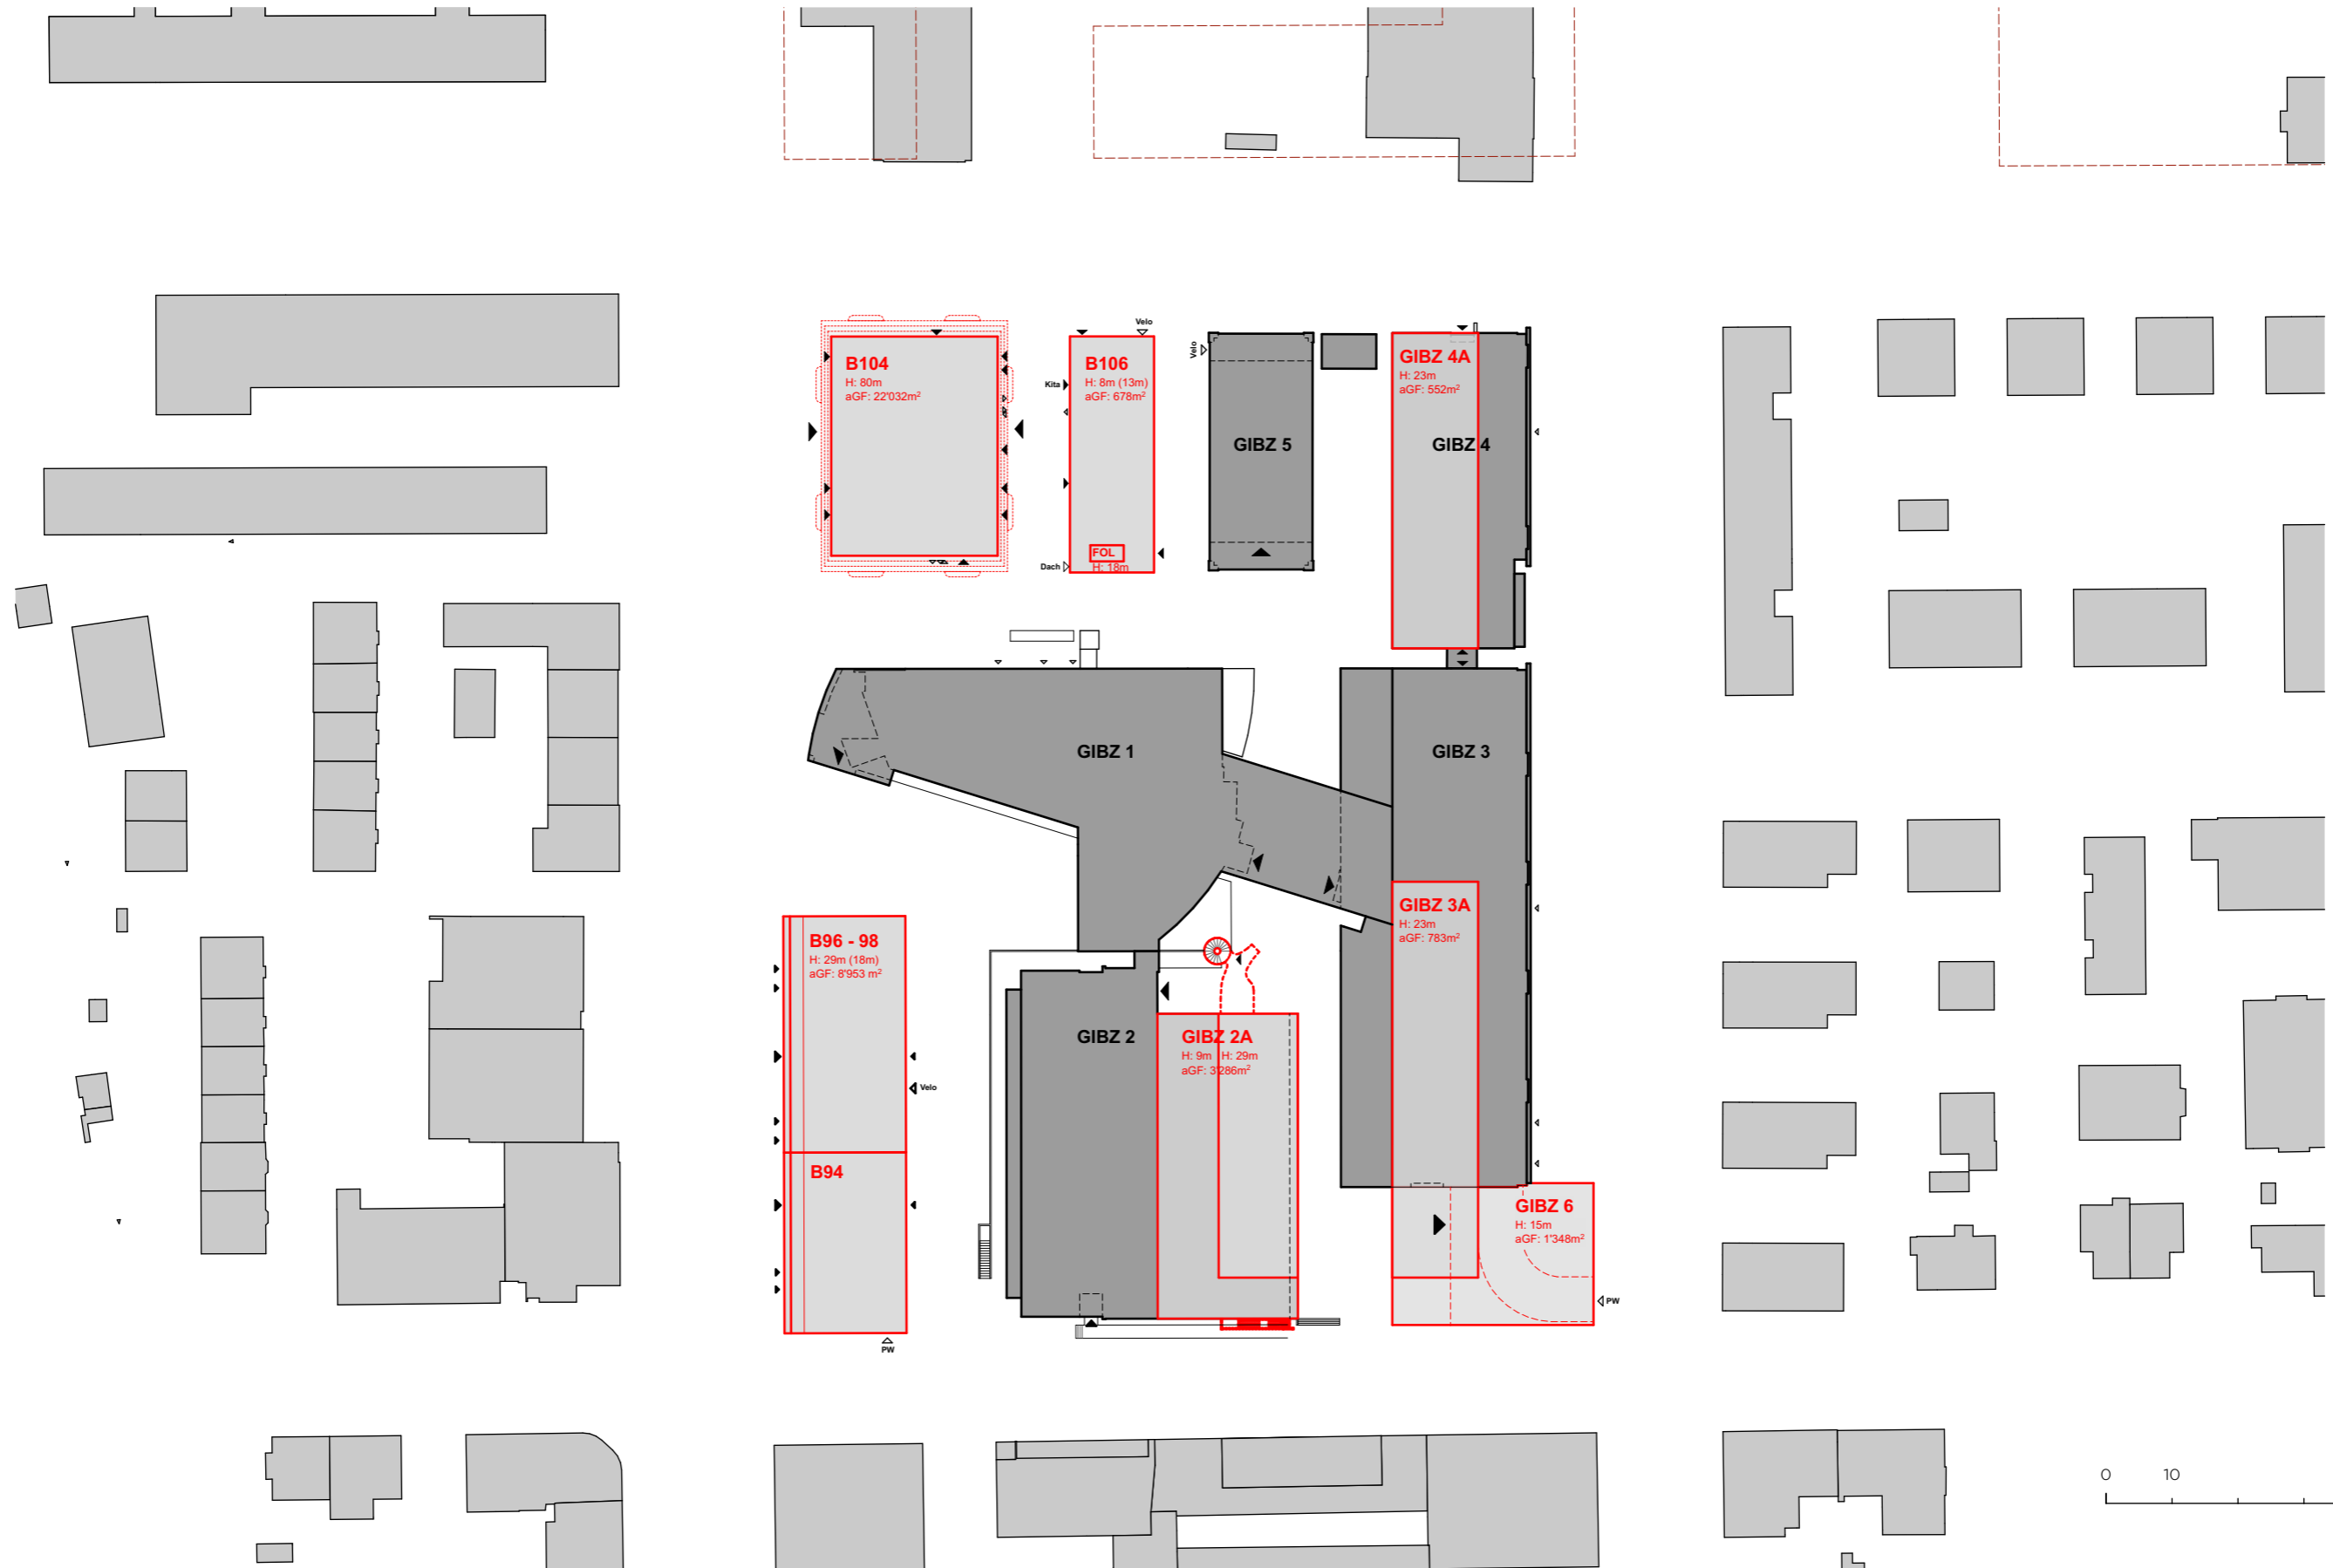 Velo
Velo
B104
H: 80m
aGF: 22'032m²
B106
H: 8m (13m)
aGF: 678m²
Kita
FOL
H: 18m
Dach
GIBZ 5
GIBZ 4A
H: 23m
aGF: 552m²
GIBZ 4
GIBZ 1
GIBZ 3
GIBZ 3A
H: 23m
aGF: 783m²
B96 - 98
H: 29m (18m)
aGF: 8'953 m²
Velo
B94
PW
GIBZ 2
GIBZ 2A
H: 9m H: 29m
aGF: 3'286m²
GIBZ 6
H: 15m
aGF: 1'348m²
PW
0 10